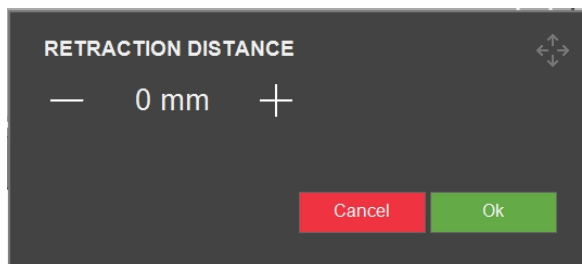 RETRACTION DISTANCE
— 0 mm +
Cancel Ok